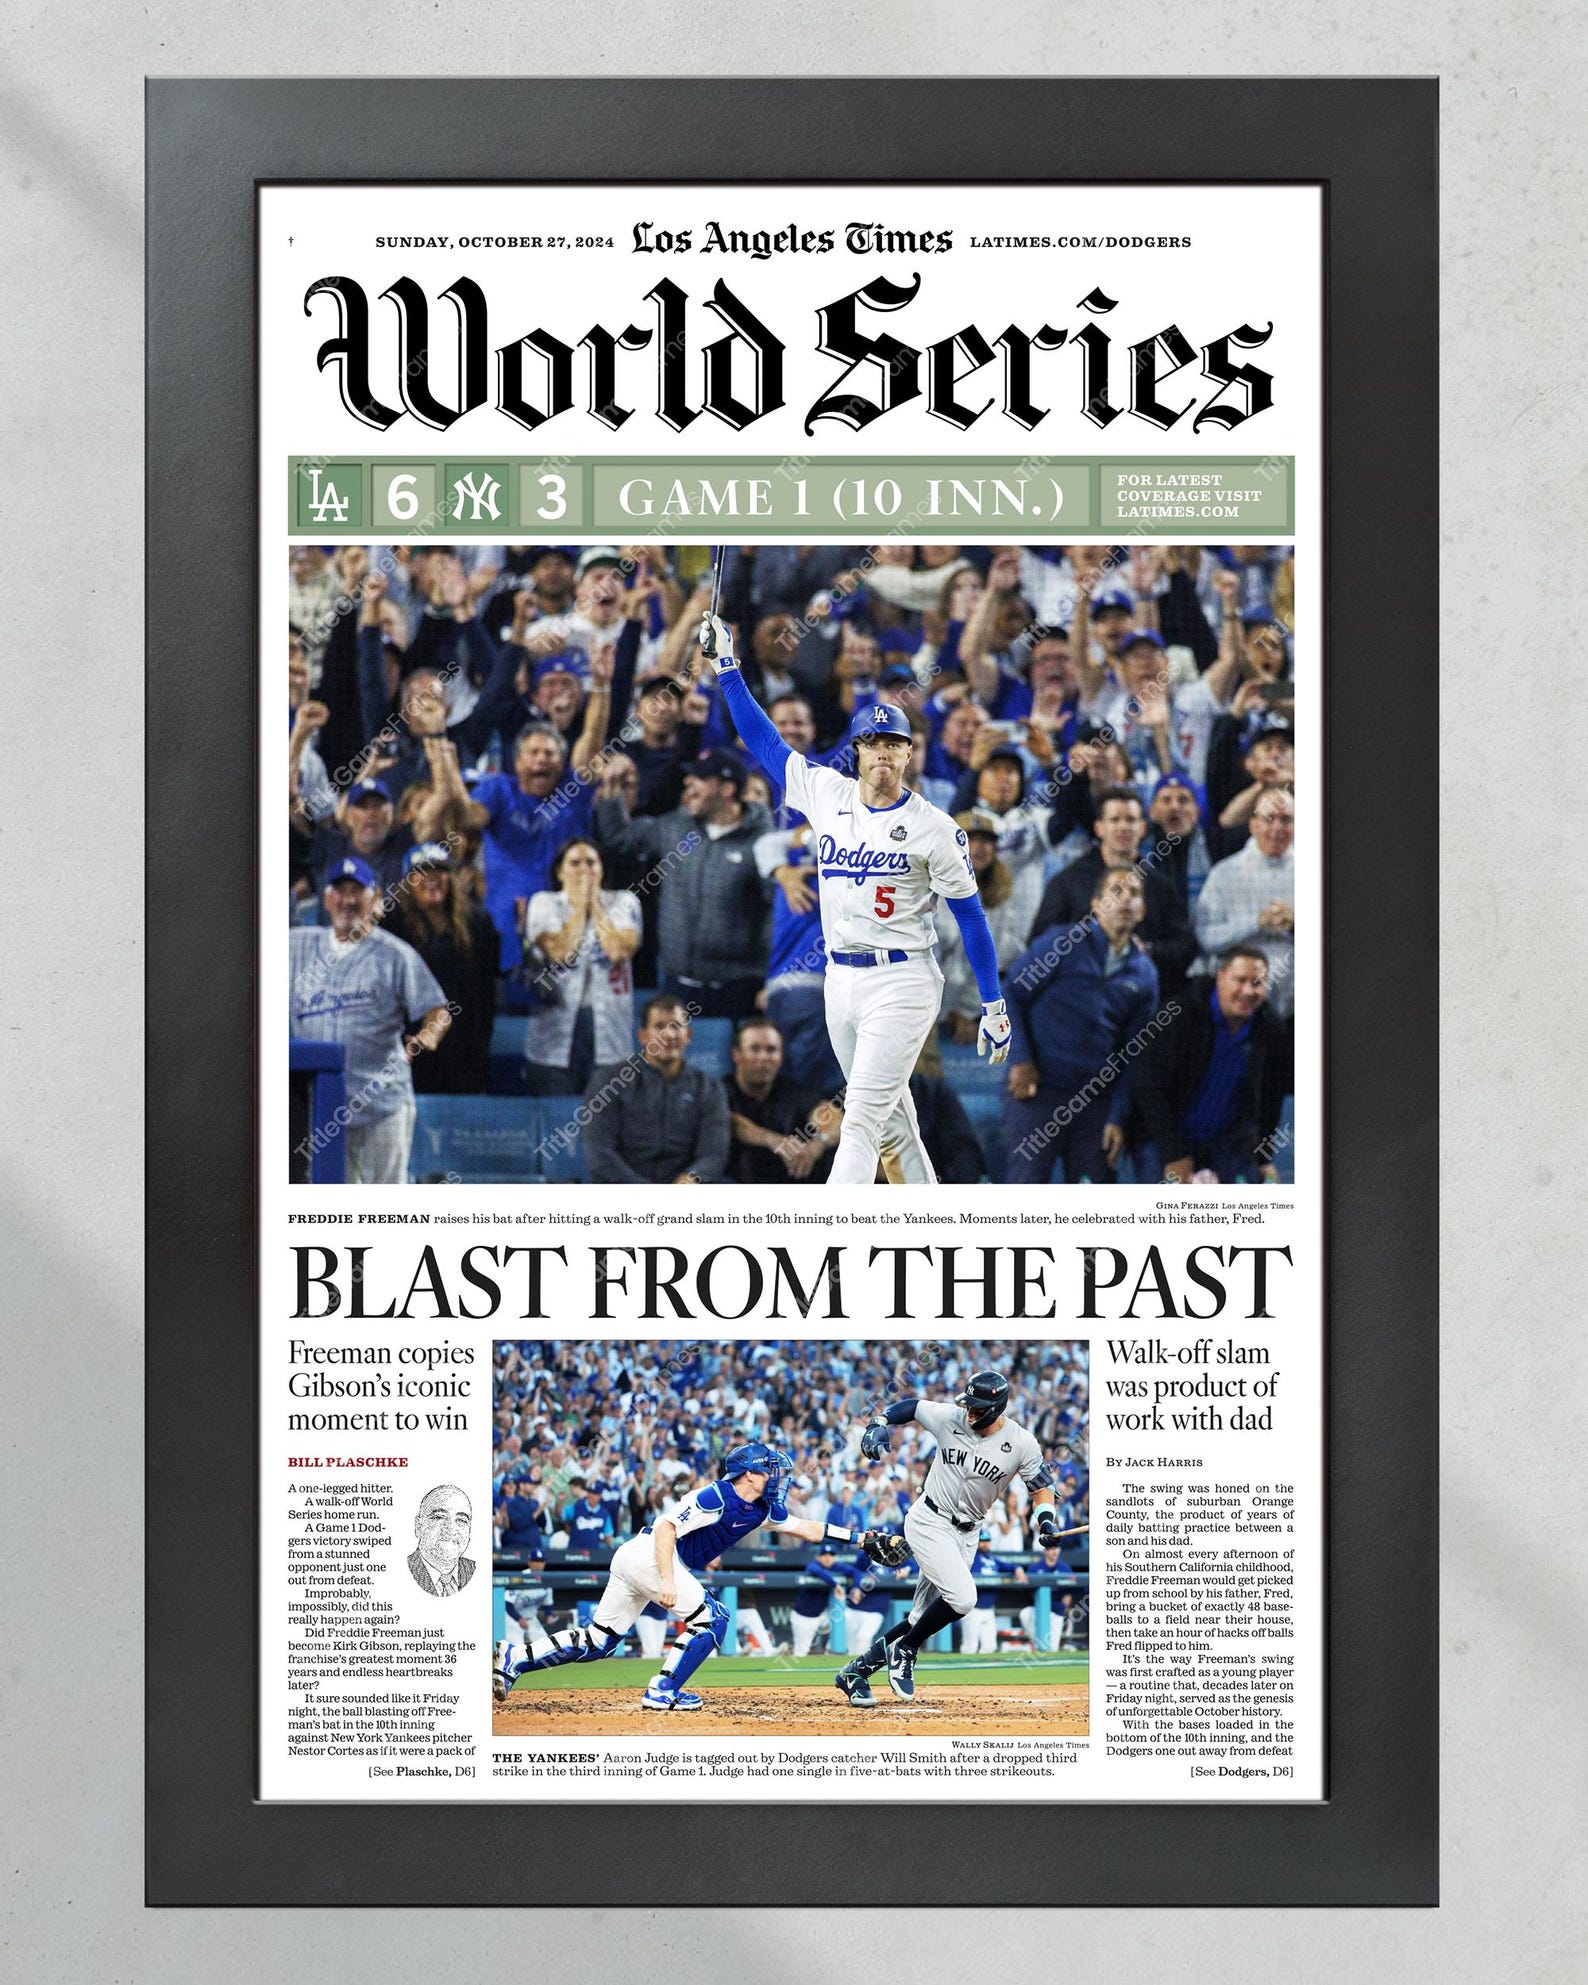 †
SUNDAY, OCTOBER 27, 2024 Los Angeles Times LATIMES.COM/DODGERS
World Series
LA 6 NY 3 GAME 1 (10 INN.)
FOR LATEST
COVERAGE VISIT
LATIMES.COM
LA
5
Dodgers
5
GINA FERAZZI Los Angeles Times
FREDDIE FREEMAN raises his bat after hitting a walk-off grand slam in the 10th inning to beat the Yankees. Moments later, he celebrated with his father, Fred.
BLAST FROM THE PAST
Freeman copies
Gibson's iconic
moment to win
BILL PLASCHKE
A one-legged hitter.
A walk-off World
Series home run.
A Game 1 Dod-
gers victory swiped
from a stunned
opponent just one
out from defeat.
Improbably,
impossibly, did this
really happen again?
Did Freddie Freeman just
become Kirk Gibson, replaying the
franchise's greatest moment 36
years and endless heartbreaks
later?
It sure sounded like it Friday
night, the ball blasting off Free-
man's bat in the 10th inning
against New York Yankees pitcher
Nestor Cortes as if it were a pack of
[See Plaschke, D6]
NEW YORK
LA
WALLY SKALIJ Los Angeles Times
THE YANKEES' Aaron Judge is tagged out by Dodgers catcher Will Smith after a dropped third
strike in the third inning of Game 1. Judge had one single in five-at-bats with three strikeouts.
Walk-off slam
was product of
work with dad
BY JACK HARRIS
The swing was honed on the
sandlots of suburban Orange
County, the product of years of
daily batting practice between a
son and his dad.
On almost every afternoon of
his Southern California childhood,
Freddie Freeman would get picked
up from school by his father, Fred,
bring a bucket of exactly 48 base-
balls to a field near their house,
then take an hour of hacks off balls
Fred flipped to him.
It's the way Freeman's swing
was first crafted as a young player
— a routine that, decades later on
Friday night, served as the genesis
of unforgettable October history.
With the bases loaded in the
bottom of the 10th inning, and the
Dodgers one out away from defeat
[See Dodgers, D6]
TitleGameFrames